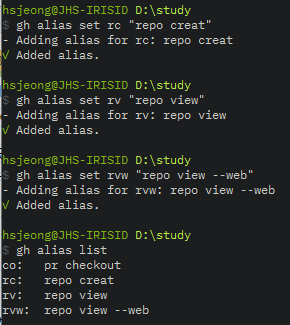 hsjeong@JHS-IRISID D:\study
$ gh alias set rc "repo creat"
- Adding alias for rc: repo creat
√ Added alias.
hsjeong@JHS-IRISID D:\study
$ gh alias set rv "repo view"
- Adding alias for rv: repo view
√ Added alias.
hsjeong@JHS-IRISID D:\study
$ gh alias set rvw "repo view --web"
- Adding alias for rvw: repo view --web
√ Added alias.
hsjeong@JHS-IRISID D:\study
$ gh alias list
co: pr checkout
rc: repo creat
rv: repo view
rvw: repo view --web